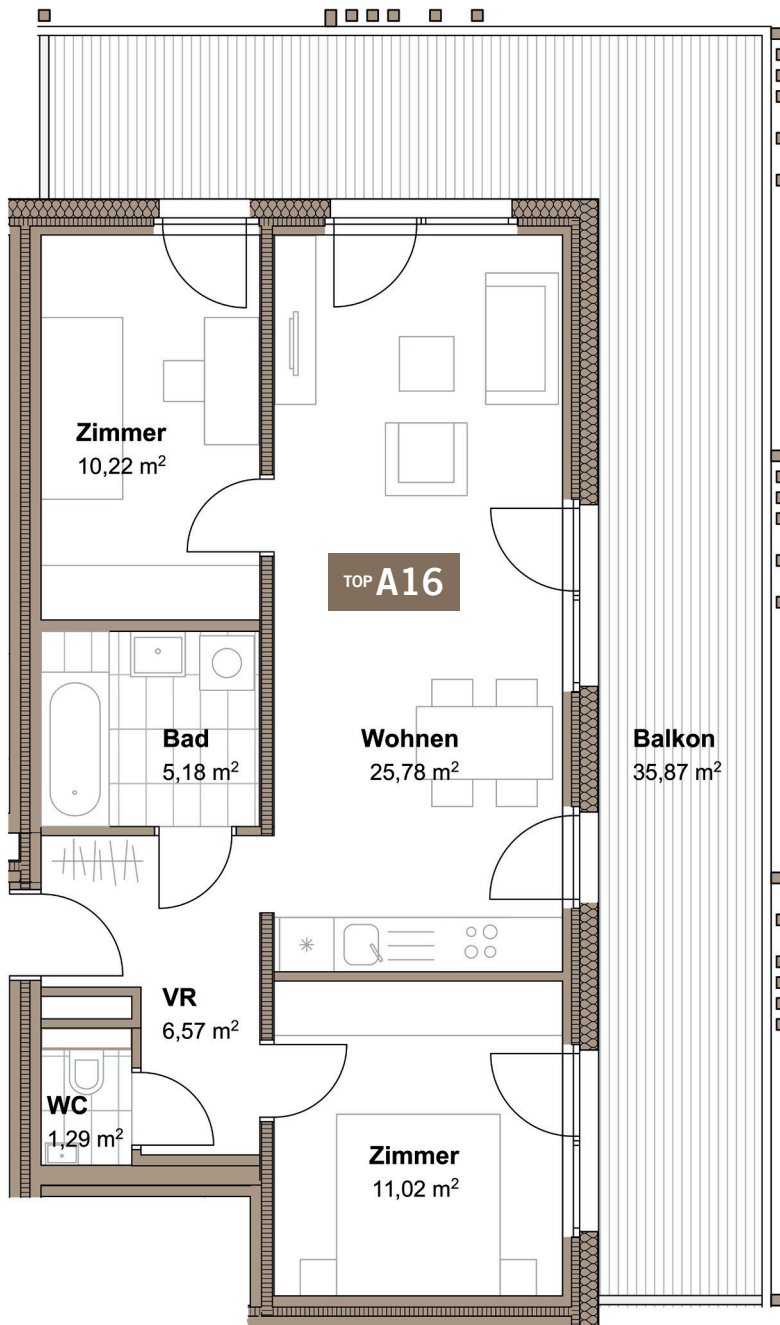 Zimmer
10,22 m²
TOP A16
Bad
5,18 m²
Wohnen
25,78 m²
Balkon
35,87 m²
VR
6,57 m²
WC
1,29 m²
Zimmer
11,02 m²